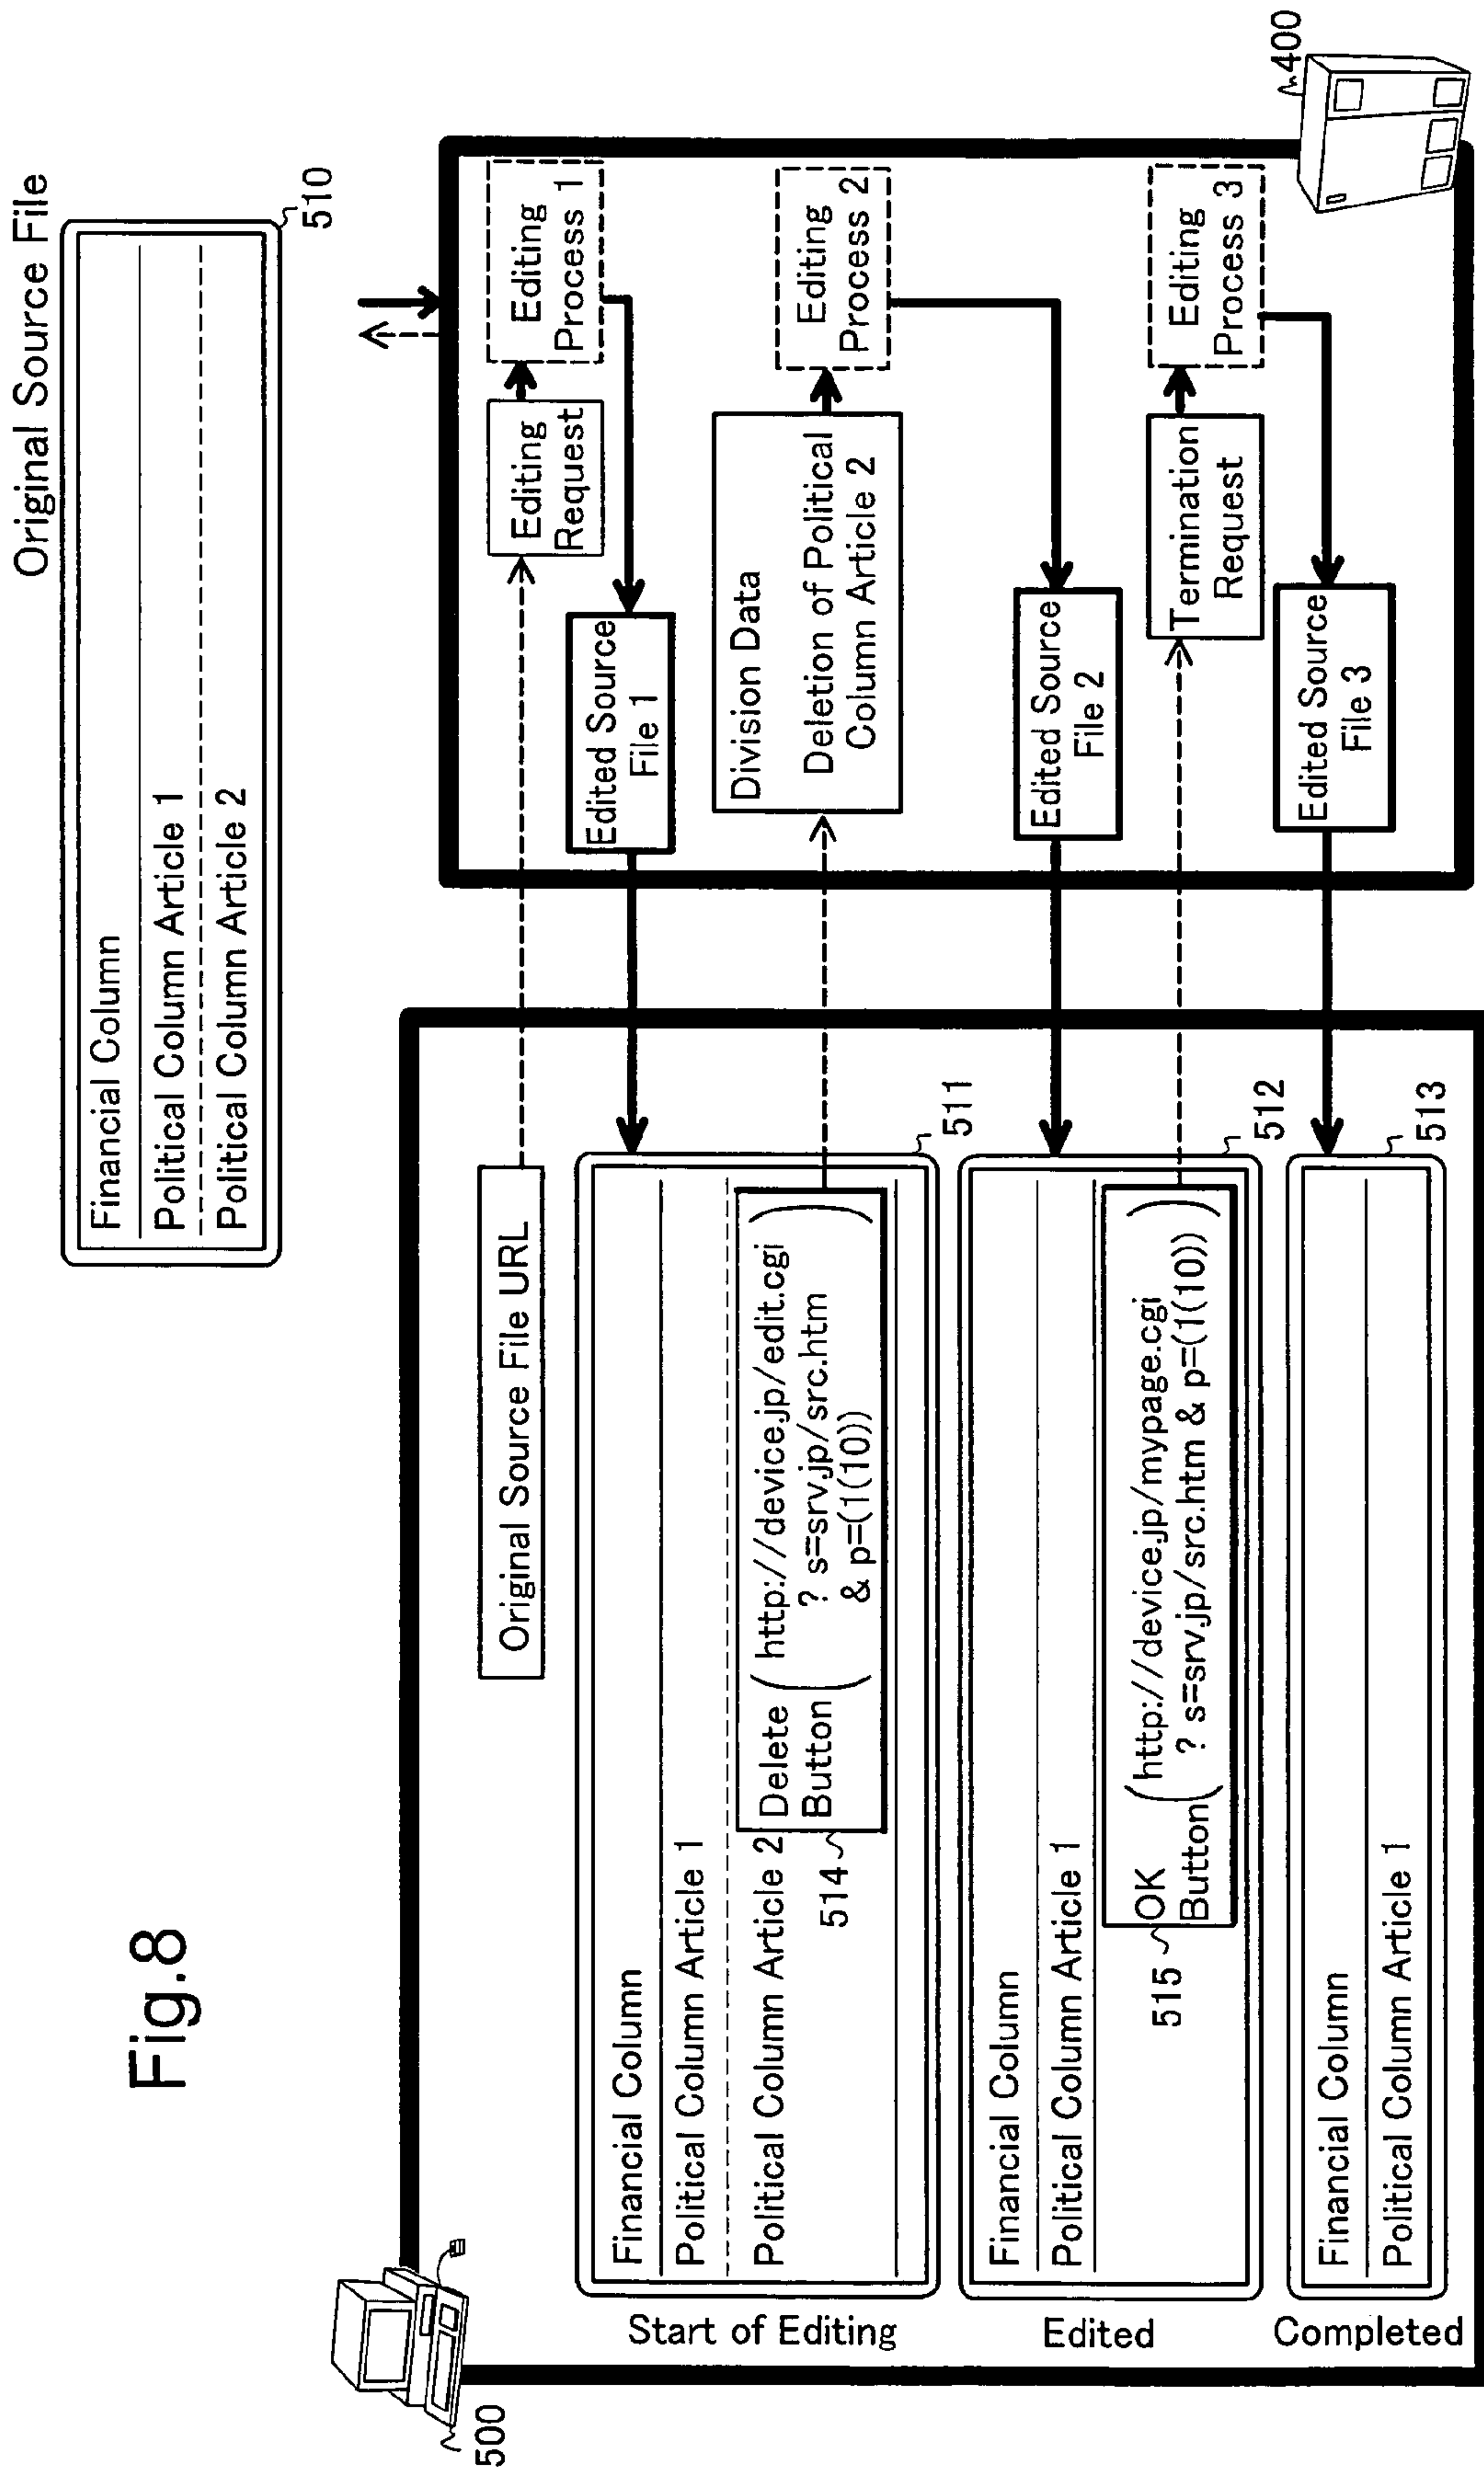 Fig.8
Original Source File
Financial Column
Political Column Article 1
Political Column Article 2
510
500
400
Original Source File URL
Editing
Request
Editing
Process 1
Edited Source
File 1
Start of Editing
Financial Column
Political Column Article 1
Political Column Article 2
Delete
Button
(http://device.jp/edit.cgi
? s=srv.jp/src.htm
& p=(1(10)))
514
511
Division Data
Deletion of Political
Column Article 2
Editing
Process 2
Edited Source
File 2
Edited
Financial Column
Political Column Article 1
OK
Button
(http://device.jp/mypage.cgi
? s=srv.jp/src.htm & p=(1(10)))
515
512
Termination
Request
Editing
Process 3
Edited Source
File 3
Completed
Financial Column
Political Column Article 1
513